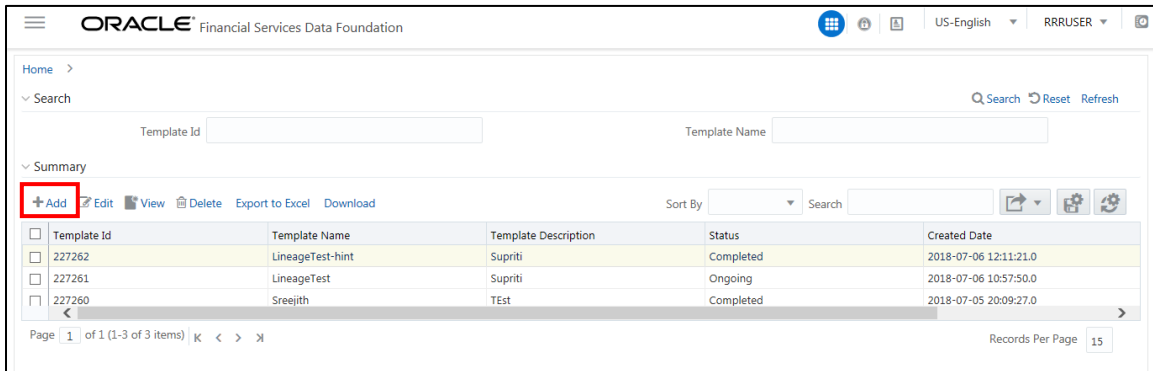 ORACLE® Financial Services Data Foundation US-English RRRUSER
Home >
Search Search Reset Refresh
Template Id Template Name
Summary
+ Add Edit View Delete Export to Excel Download Sort By Search
Template Id Template Name Template Description Status Created Date
227262 LineageTest-hint Supriti Completed 2018-07-06 12:11:21.0
227261 LineageTest Supriti Ongoing 2018-07-06 10:57:50.0
227260 Sreejith TEst Completed 2018-07-05 20:09:27.0
Page 1 of 1 (1-3 of 3 items) Records Per Page 15